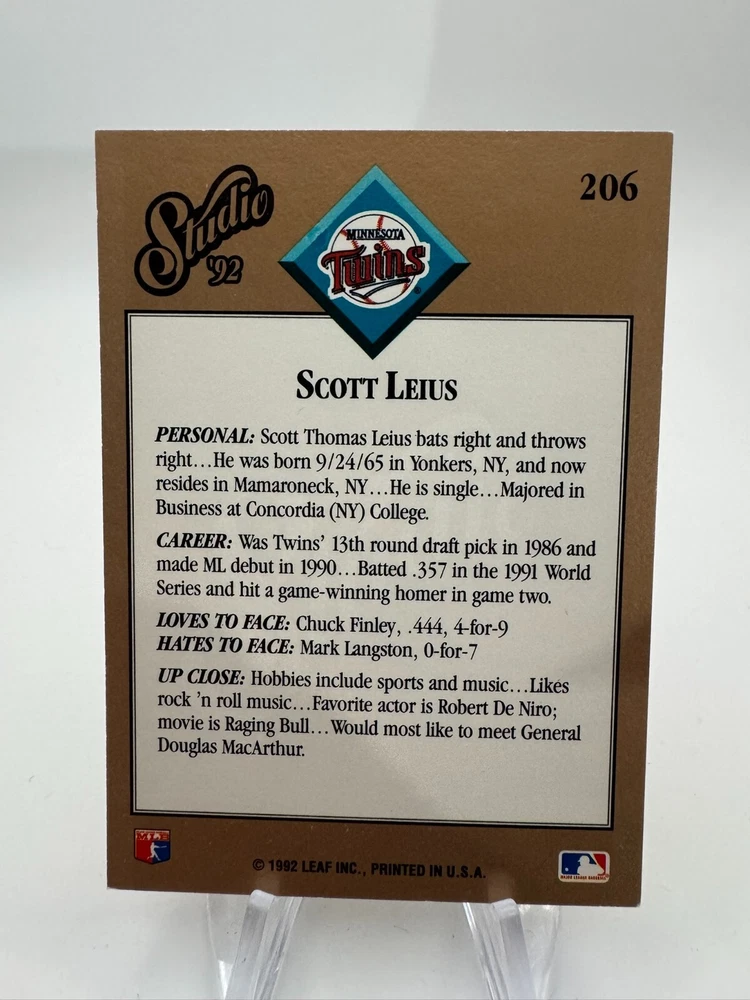 Studio
'92
206
MINNESOTA
Twins
SCOTT LEIUS
PERSONAL: Scott Thomas Leius bats right and throws
right...He was born 9/24/65 in Yonkers, NY, and now
resides in Mamaroneck, NY...He is single...Majored in
Business at Concordia (NY) College.
CAREER: Was Twins' 13th round draft pick in 1986 and
made ML debut in 1990...Batted .357 in the 1991 World
Series and hit a game-winning homer in game two.
LOVES TO FACE: Chuck Finley, .444, 4-for-9
HATES TO FACE: Mark Langston, 0-for-7
UP CLOSE: Hobbies include sports and music...Likes
rock 'n roll music...Favorite actor is Robert De Niro;
movie is Raging Bull...Would most like to meet General
Douglas MacArthur.
© 1992 LEAF INC., PRINTED IN U.S.A.
MAJOR LEAGUE BASEBALL